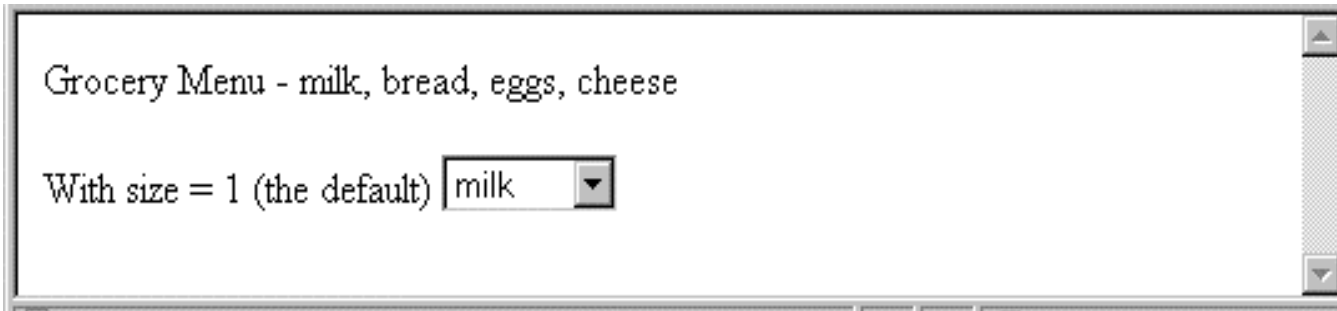 Grocery Menu - milk, bread, eggs, cheese
With size = 1 (the default) milk